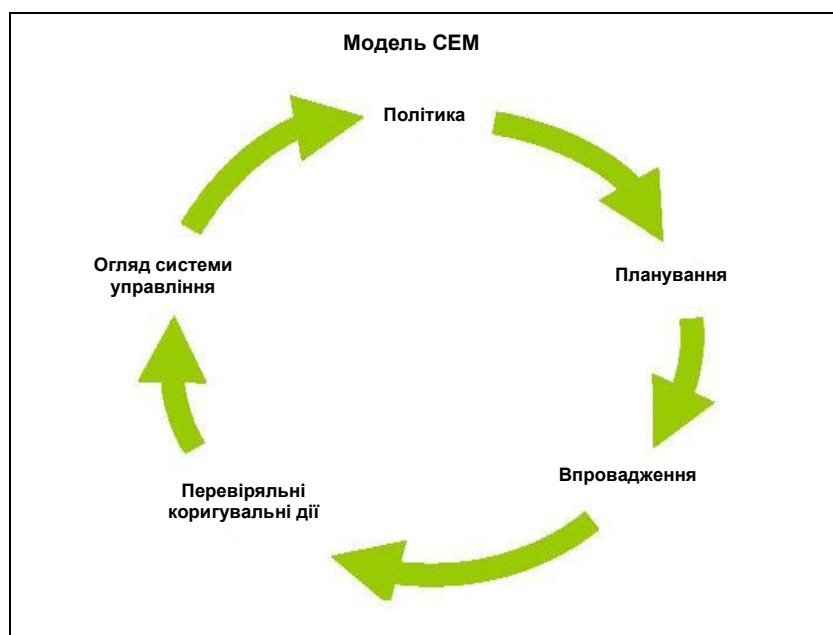 Модель СЕМ
Політика
Планування
Впровадження
Перевіряльні
коригувальні дії
Огляд системи
управління